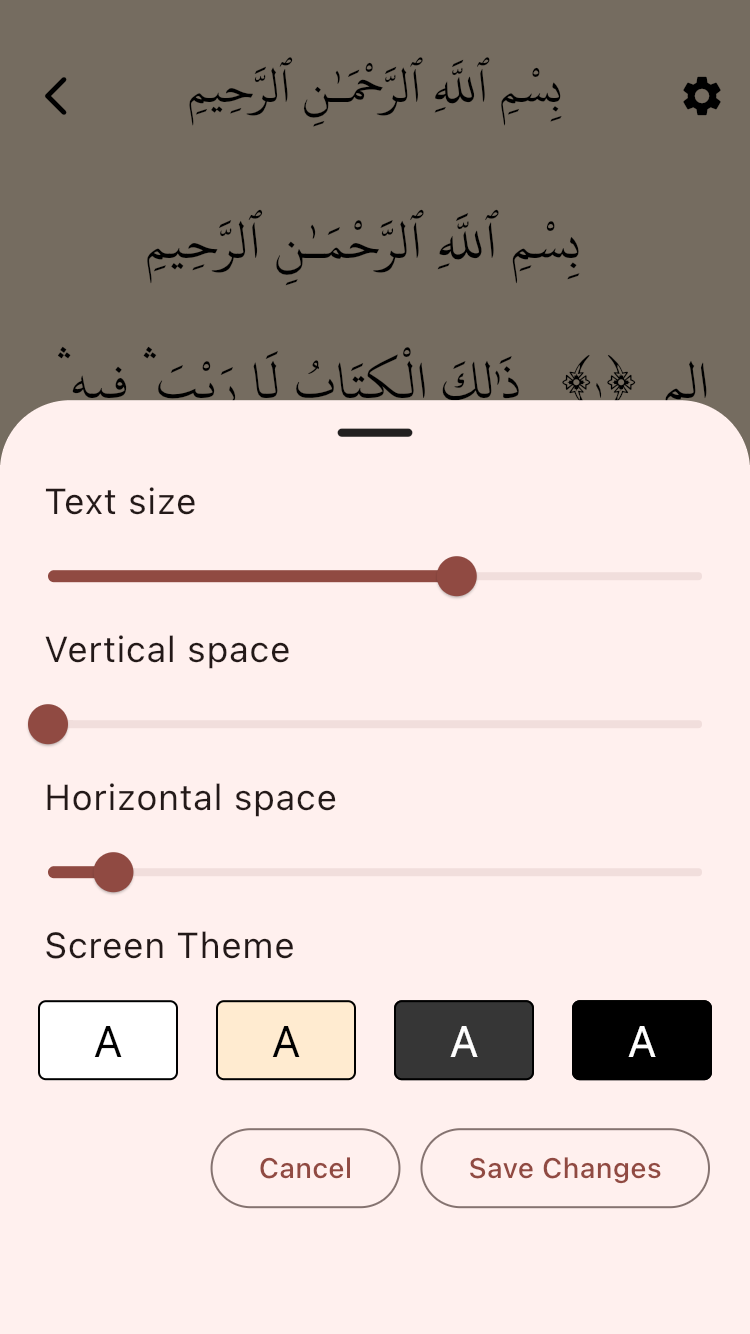 بِسْمِ ٱللَّهِ ٱلرَّحْمَـٰنِ ٱلرَّحِيمِ
بِسْمِ ٱللَّهِ ٱلرَّحْمَـٰنِ ٱلرَّحِيمِ
الم ﴿١﴾ ذَٰلِكَ الْكِتَابُ لَا رَيْبَ ۛ فِيهِ ۛ
Text size
Vertical space
Horizontal space
Screen Theme
A A A A
Cancel Save Changes